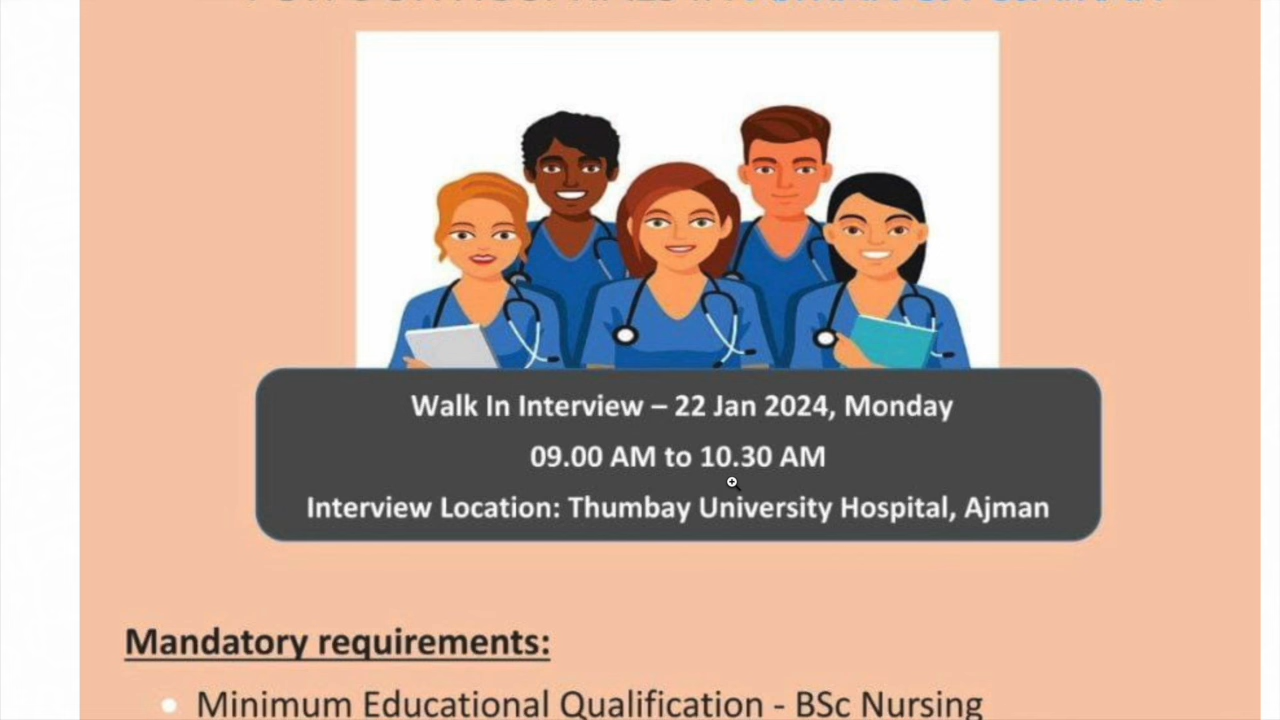 Walk In Interview – 22 Jan 2024, Monday
09.00 AM to 10.30 AM
Interview Location: Thumbay University Hospital, Ajman
Mandatory requirements:
Minimum Educational Qualification - BSc Nursing